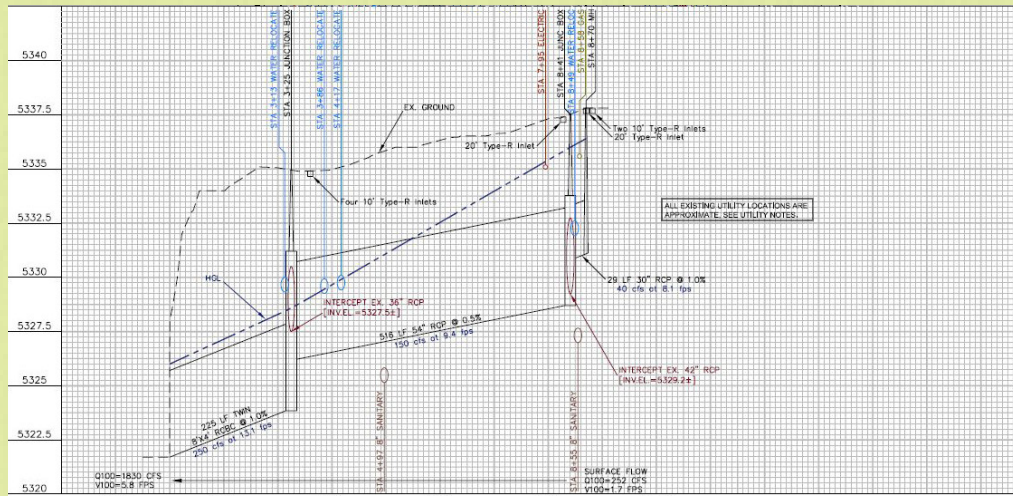 5340
5337.5
5335
5332.5
5330
5327.5
5325
5322.5
5320
STA 3+13 WATER RELOCATE
STA 3+25 JUNCTION BOX
STA 3+86 WATER RELOCATE
STA 4+17 WATER RELOCATE
STA 7+95 ELECTRIC
STA 8+41 JUNC BOX
STA 8+49 WATER RELOC
STA 8+58 GAS
STA 8+70 MH
EX. GROUND
20' Type-R Inlet
Two 10' Type-R Inlets
20' Type-R Inlet
Four 10' Type-R Inlets
ALL EXISTING UTILITY LOCATIONS ARE
APPROXIMATE, SEE UTILITY NOTES.
HGL
29 LF 30" RCP @ 1.0%
40 cfs at 8.1 fps
INTERCEPT EX. 36" RCP
[INV.EL.=5327.5±]
516 LF 54" RCP @ 0.5%
150 cfs at 9.4 fps
INTERCEPT EX. 42" RCP
[INV.EL.=5329.2±]
225 LF TWIN
8'X4' RCBC @ 1.0%
250 cfs at 13.1 fps
STA 4+97 8" SANITARY
STA 8+55 8" SANITARY
Q100=1830 CFS
V100=5.8 FPS
SURFACE FLOW
Q100=252 CFS
V100=1.7 FPS